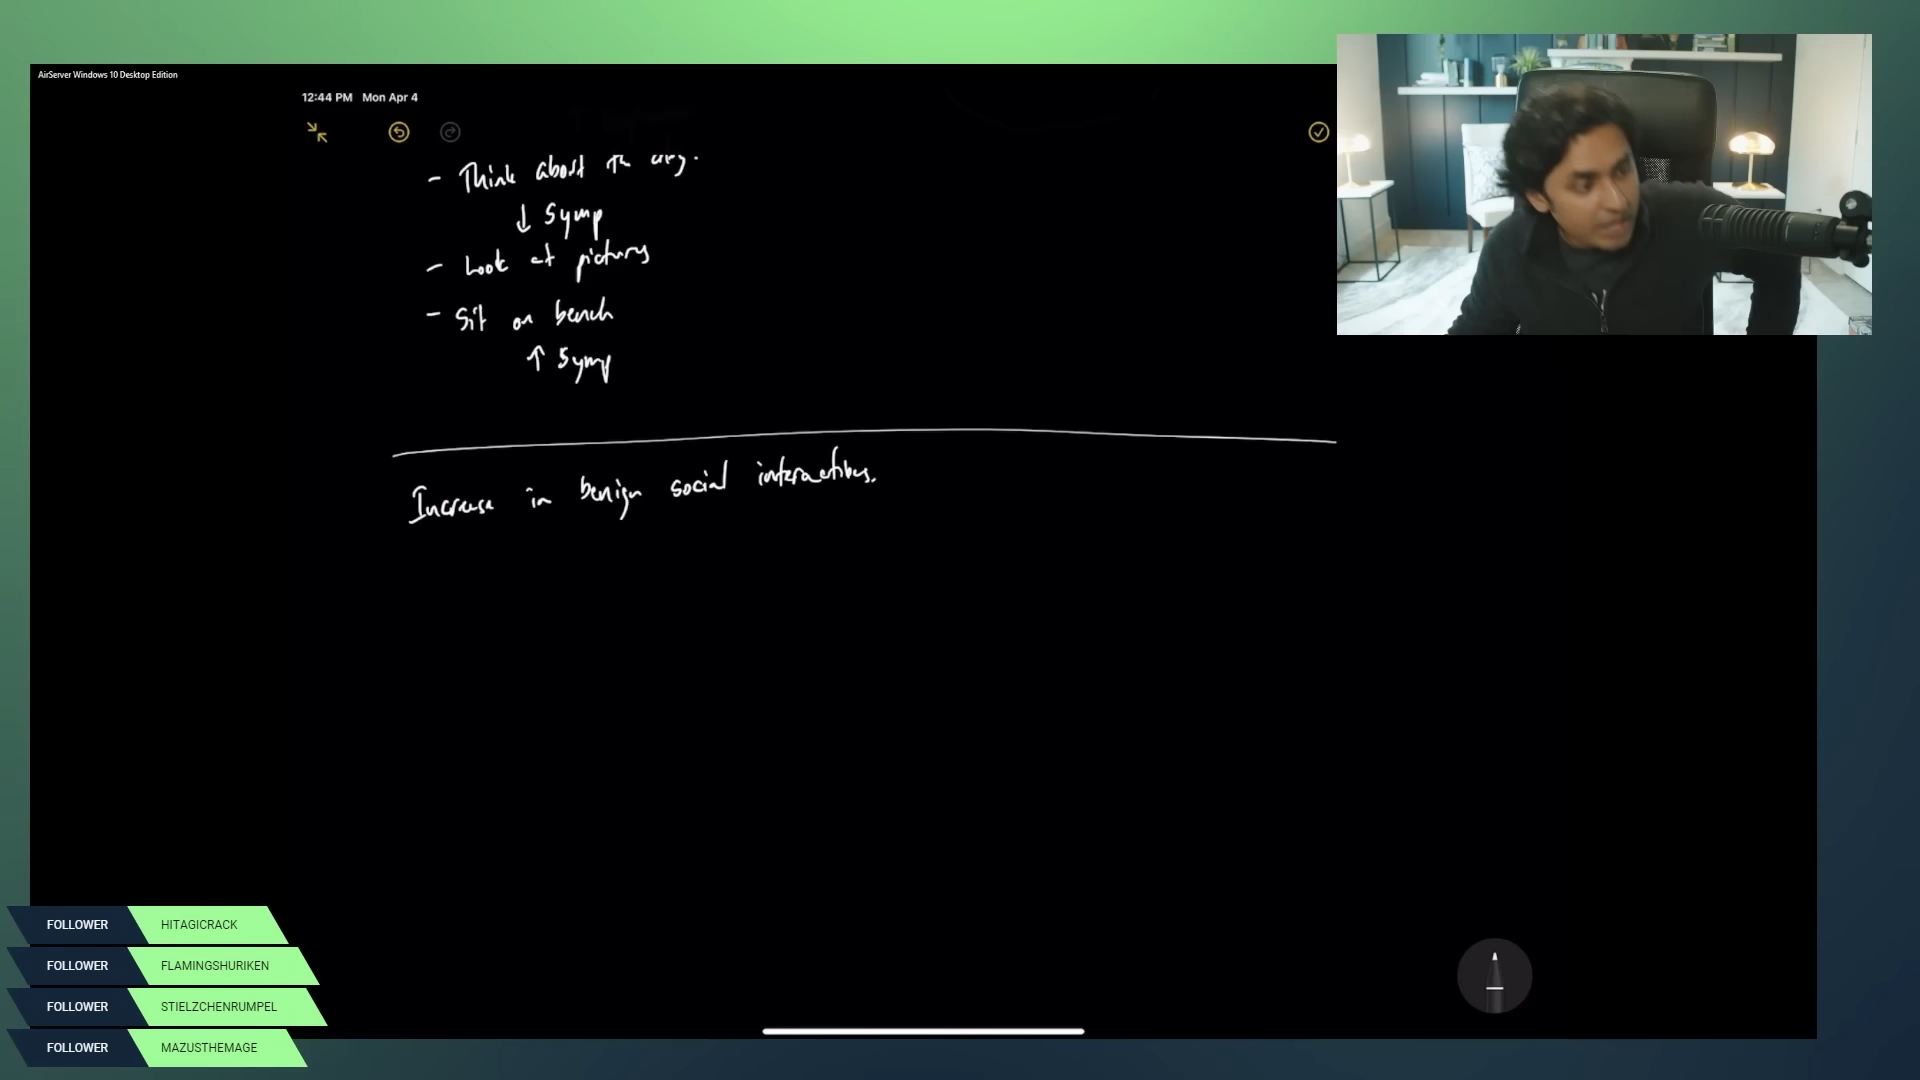 AirServer Windows 10 Desktop Edition
12:44 PM Mon Apr 4
- Think about the
↓ Symp
- Look at pictures
- Sit on bench
↑ Symp
Increase in benign social interactions.
FOLLOWER HITAGICRACK
FOLLOWER FLAMINGSHURIKEN
FOLLOWER STIELZCHENRUMPEL
FOLLOWER MAZUSTHEMAGE